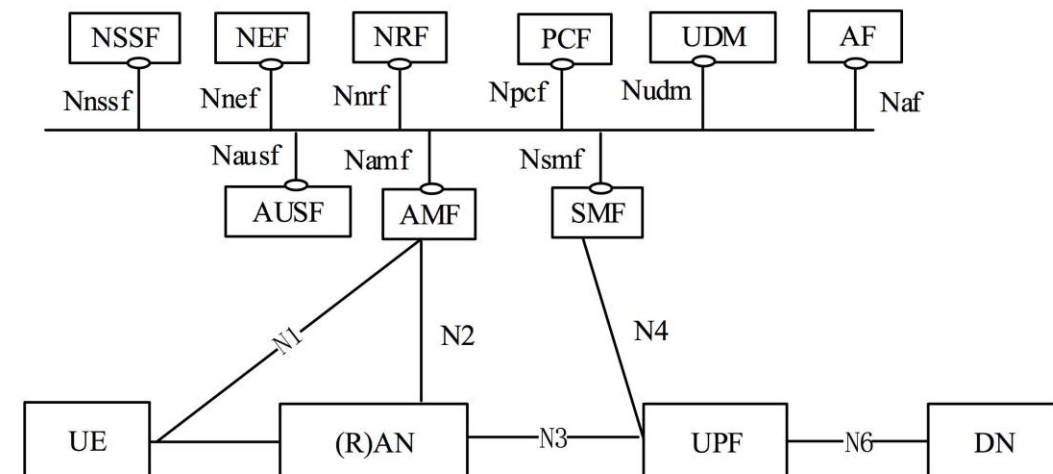 NSSF NEF NRF PCF UDM AF
Nnssf Nnef Nnrf Npcf Nudm Naf
Nausf Namf Nsmf
AUSF AMF SMF
N1 N2 N4
UE (R)AN N3 UPF N6 DN